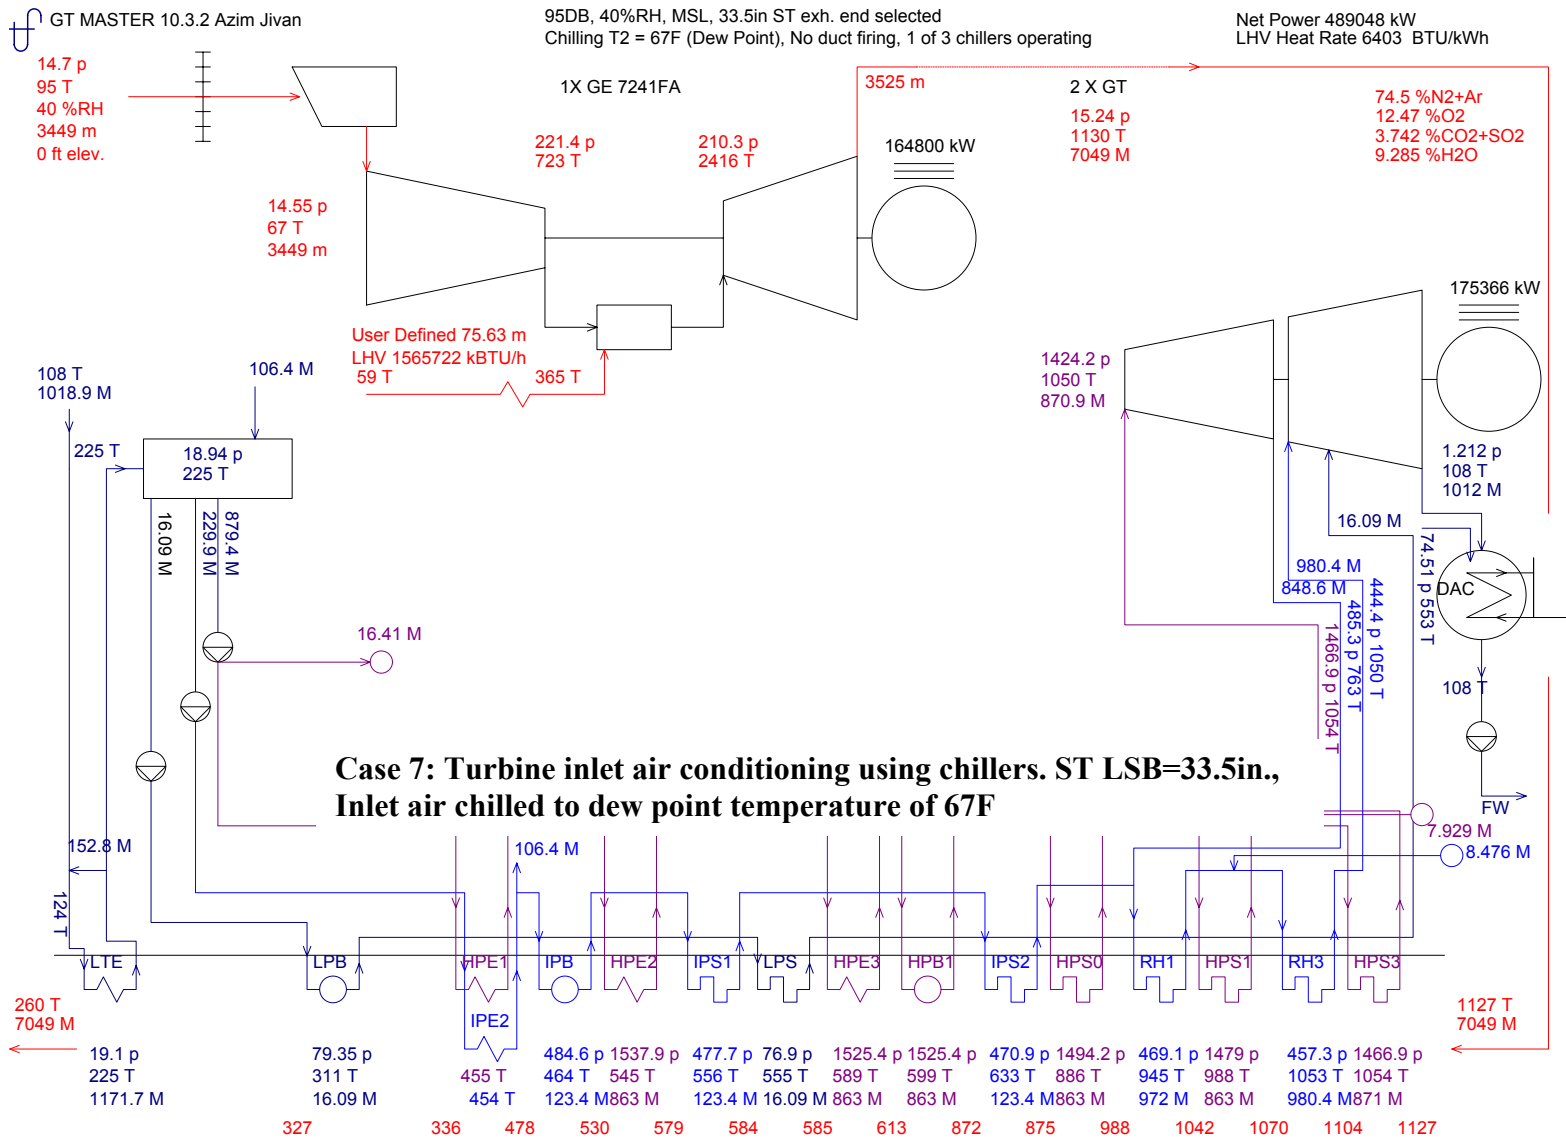 GT MASTER 10.3.2 Azim Jivan
95DB, 40%RH, MSL, 33.5in ST exh. end selected
Chilling T2 = 67F (Dew Point), No duct firing, 1 of 3 chillers operating
Net Power 489048 kW
LHV Heat Rate 6403 BTU/kWh
14.7 p
95 T
40 %RH
3449 m
0 ft elev.
1X GE 7241FA
3525 m
2 X GT
15.24 p
1130 T
7049 M
74.5 %N2+Ar
12.47 %O2
3.742 %CO2+SO2
9.285 %H2O
221.4 p
723 T
210.3 p
2416 T
164800 kW
14.55 p
67 T
3449 m
175366 kW
User Defined 75.63 m
LHV 1565722 kBTU/h
59 T
365 T
1424.2 p
1050 T
870.9 M
108 T
1018.9 M
106.4 M
225 T
18.94 p
225 T
1.212 p
108 T
1012 M
16.09 M
229.9 M
879.4 M
16.09 M
74.51 p 553 T
980.4 M
848.6 M
444.4 p 1050 T
485.3 p 763 T
1466.9 p 1054 T
DAC
16.41 M
108 T
FW
Case 7: Turbine inlet air conditioning using chillers. ST LSB=33.5in.,
Inlet air chilled to dew point temperature of 67F
7.929 M
8.476 M
152.8 M
106.4 M
124 T
LTE
LPB
HPE1
IPB
HPE2
IPS1
LPS
HPE3
HPB1
IPS2
HPS0
RH1
HPS1
RH3
HPS3
IPE2
260 T
7049 M
1127 T
7049 M
19.1 p
225 T
1171.7 M
79.35 p
311 T
16.09 M
455 T
454 T
484.6 p
464 T
123.4 M
1537.9 p
545 T
863 M
477.7 p
556 T
123.4 M
76.9 p
555 T
16.09 M
1525.4 p
589 T
863 M
1525.4 p
599 T
863 M
470.9 p
633 T
123.4 M
1494.2 p
886 T
863 M
469.1 p
945 T
972 M
1479 p
988 T
863 M
457.3 p
1053 T
980.4 M
1466.9 p
1054 T
871 M
327 336 478 530 579 584 585 613 872 875 988 1042 1070 1104 1127